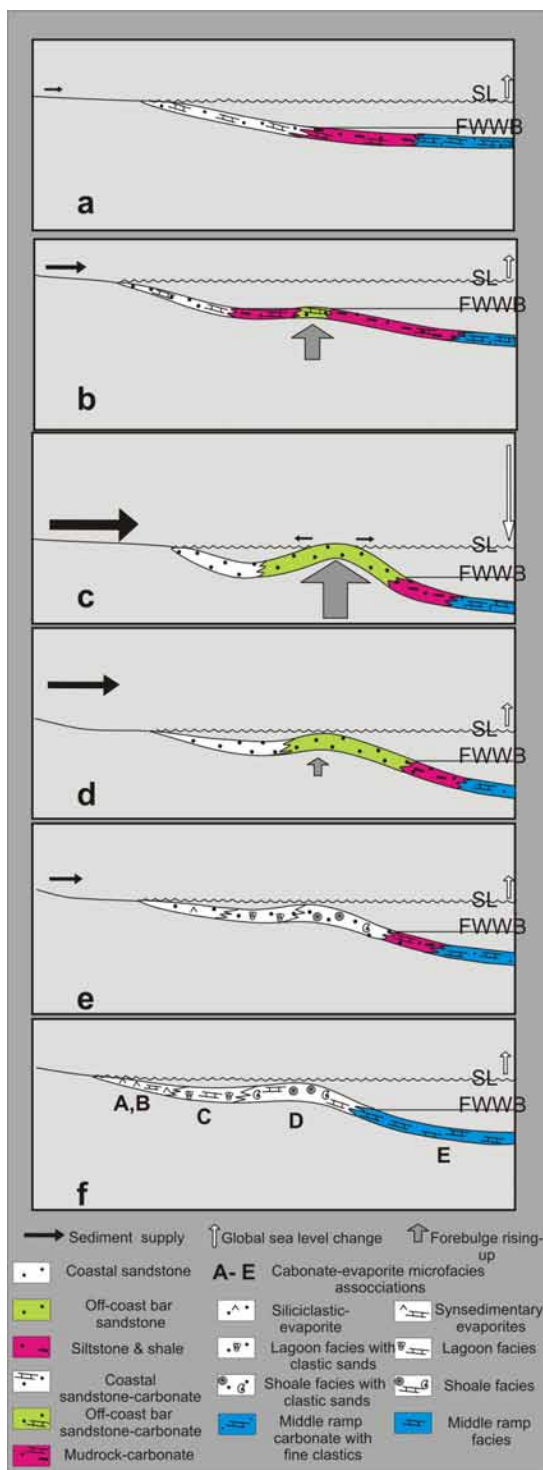 SL
FWWB
a
SL
FWWB
b
SL
FWWB
c
SL
FWWB
d
SL
FWWB
e
SL
FWWB
A,B
C
D
E
f
Sediment supply
Global sea level change
Forebulge rising-
up
Coastal sandstone
A- E
Cabonate-evaporite microfacies
assocciations
Off-coast bar
sandstone
Siliciclastic-
evaporite
Synsedimentary
evaporites
Siltstone & shale
Lagoon facies with
clastic sands
Lagoon facies
Coastal
sandstone-carbonate
Shoale facies with
clastic sands
Shoale facies
Off-coast bar
sandstone-carbonate
Middle ramp
carbonate with
fine clastics
Middle ramp
facies
Mudrock-carbonate